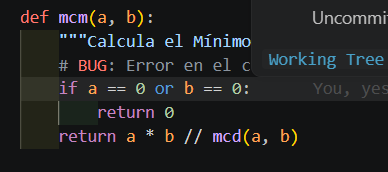 def mcm(a, b):
Uncommit
"""Calcula el Mínimo
# BUG: Error en el c
Working Tree
if a == 0 or b == 0:
You, yes
return 0
return a * b // mcd(a, b)